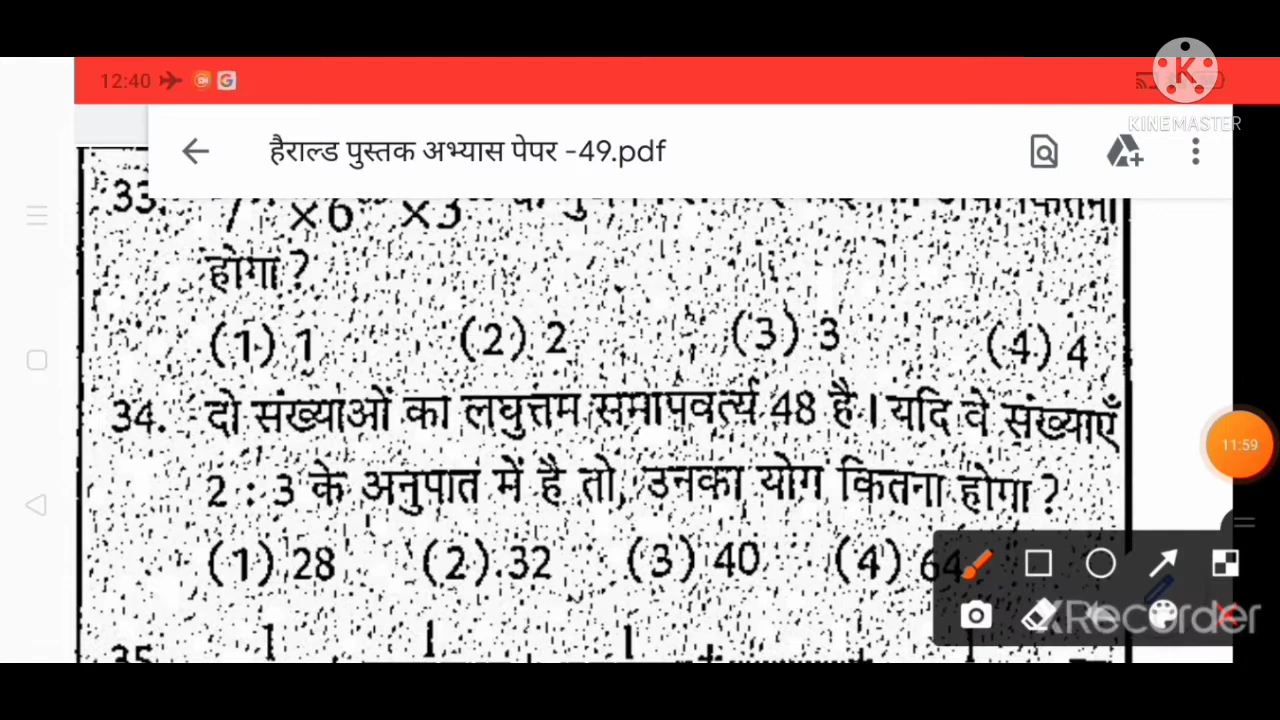 12:40
KINEMASTER
हैराल्ड पुस्तक अभ्यास पेपर -49.pdf
33.
होगा ?
(1) 1 (2) 2 (3) 3 (4) 4
34. दो संख्याओं का लघुत्तम समापवर्त्य 48 है । यदि वे संख्याएँ
2 : 3 के अनुपात में है तो, उनका योग कितना होगा ?
(1) 28 (2) 32 (3) 40 (4) 64
11:59
XRecorder
35.